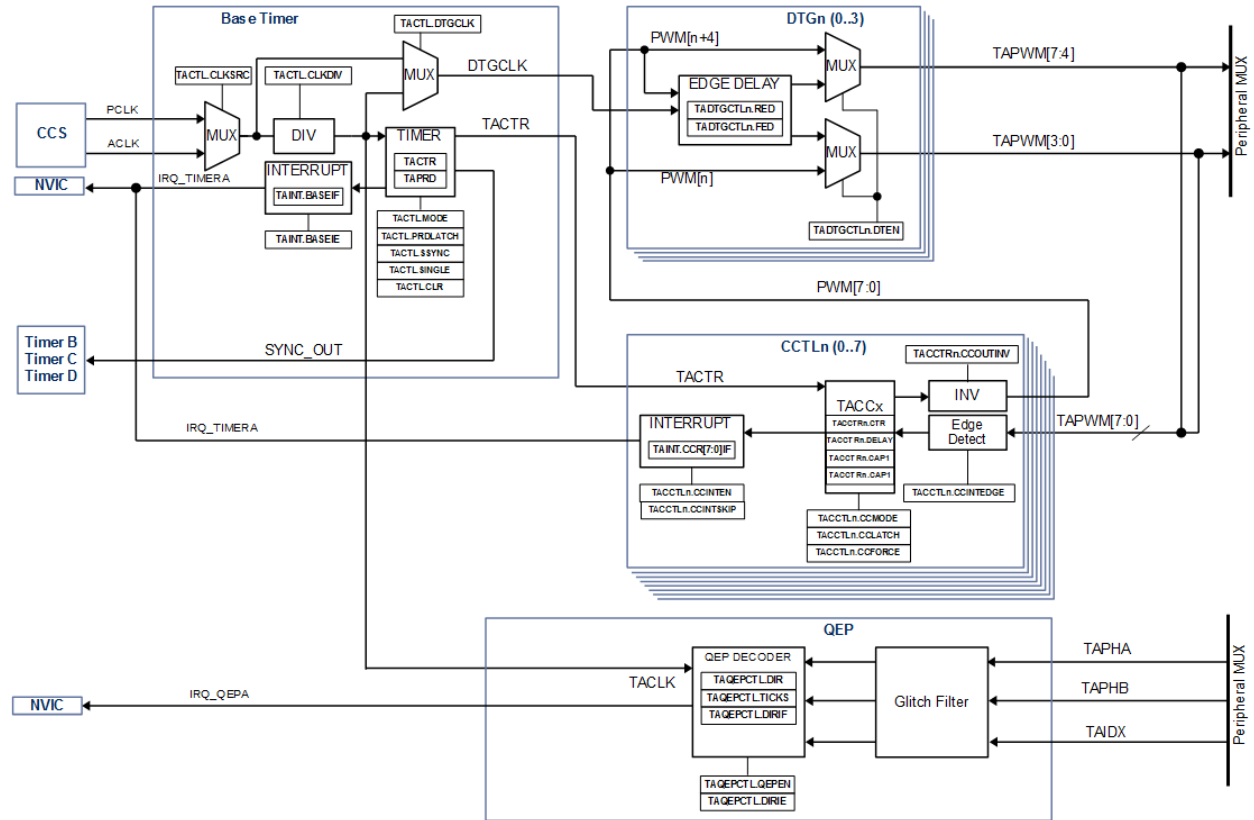 Base Timer
TACTL.DTGCLK
TACTL.CLKSRC
TACTL.CLKDIV
MUX
DTGCLK
CCS
PCLK
ACLK
MUX
DIV
TIMER
TACTR
TAPRD
TACTR
NVIC
IRQ_TIMERA
INTERRUPT
TAINT.BASEIF
TAINT.BASEIE
TACTL.MODE
TACTL.PRDLATCH
TACTL.SSYNC
TACTL.SINGLE
TACTL.CLR
Timer B
Timer C
Timer D
SYNC_OUT
DTGn (0..3)
PWM[n+4]
EDGE DELAY
TADTGCTLn.RED
TADTGCTLn.FED
MUX
MUX
PWM[n]
TADTGCTLn.DTEN
TAPWM[7:4]
TAPWM[3:0]
Peripheral MUX
PWM[7:0]
CCTLn (0..7)
TACCTRn.CCOUTINV
TACTR
TACCx
TACCTRn.CTR
TACCTRn.DELAY
TACCTRn.CAP1
TACCTRn.CAP1
INV
Edge
Detect
TAPWM[7:0]
IRQ_TIMERA
INTERRUPT
TAINT.CCR[7:0]IF
TACCTLn.CCINTEN
TACCTLn.CCINTSKIP
TACCTLn.CCINTEDGE
TACCTLn.CCMODE
TACCTLn.CCLATCH
TACCTLn.CCFORCE
QEP
QEP DECODER
TACLK
TAQEPCTL.DIR
TAQEPCTL.TICKS
TAQEPCTL.DIRIF
TAQEPCTL.QEPEN
TAQEPCTL.DIRIE
Glitch Filter
TAPHA
TAPHB
TAIDX
Peripheral MUX
NVIC
IRQ_QEPA